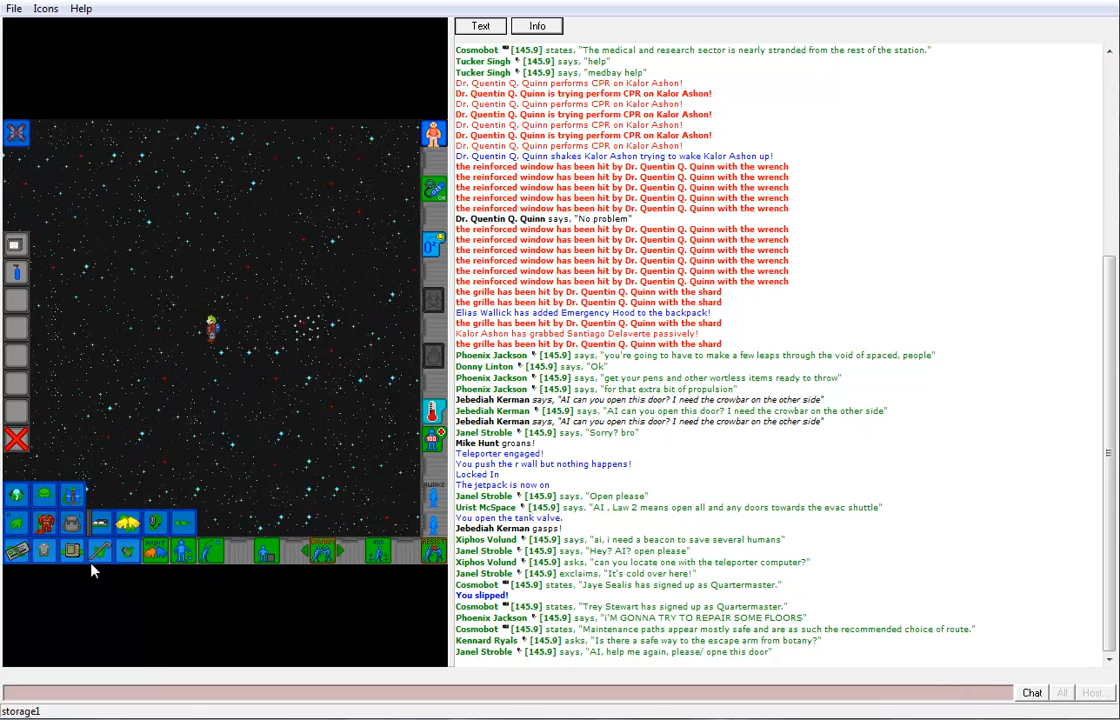 File Icons Help
Text Info
Cosmobot [145.9] states, "The medical and research sector is nearly stranded from the rest of the station."
Tucker Singh [145.9] says, "help"
Tucker Singh [145.9] says, "medbay help"
Dr. Quentin Q. Quinn performs CPR on Kalor Ashon!
Dr. Quentin Q. Quinn is trying perform CPR on Kalor Ashon!
Dr. Quentin Q. Quinn performs CPR on Kalor Ashon!
Dr. Quentin Q. Quinn is trying perform CPR on Kalor Ashon!
Dr. Quentin Q. Quinn performs CPR on Kalor Ashon!
Dr. Quentin Q. Quinn is trying perform CPR on Kalor Ashon!
Dr. Quentin Q. Quinn performs CPR on Kalor Ashon!
Dr. Quentin Q. Quinn shakes Kalor Ashon trying to wake Kalor Ashon up!
the reinforced window has been hit by Dr. Quentin Q. Quinn with the wrench
the reinforced window has been hit by Dr. Quentin Q. Quinn with the wrench
the reinforced window has been hit by Dr. Quentin Q. Quinn with the wrench
the reinforced window has been hit by Dr. Quentin Q. Quinn with the wrench
the reinforced window has been hit by Dr. Quentin Q. Quinn with the wrench
Dr. Quentin Q. Quinn says, "No problem"
the reinforced window has been hit by Dr. Quentin Q. Quinn with the wrench
the reinforced window has been hit by Dr. Quentin Q. Quinn with the wrench
the reinforced window has been hit by Dr. Quentin Q. Quinn with the wrench
the reinforced window has been hit by Dr. Quentin Q. Quinn with the wrench
the reinforced window has been hit by Dr. Quentin Q. Quinn with the wrench
the reinforced window has been hit by Dr. Quentin Q. Quinn with the wrench
the grille has been hit by Dr. Quentin Q. Quinn with the shard
the grille has been hit by Dr. Quentin Q. Quinn with the shard
Elias Wallick has added Emergency Hood to the backpack!
the grille has been hit by Dr. Quentin Q. Quinn with the shard
Kalor Ashon has grabbed Santiago Delaverte passively!
the grille has been hit by Dr. Quentin Q. Quinn with the shard
Phoenix Jackson [145.9] says, "you're going to have to make a few leaps through the void of spaced, people"
Donny Linton [145.9] says, "Ok"
Phoenix Jackson [145.9] says, "get your pens and other wortless items ready to throw"
Phoenix Jackson [145.9] says, "for that extra bit of propulsion"
Jebediah Kerman says, "AI can you open this door? I need the crowbar on the other side"
Jebediah Kerman [145.9] says, "AI can you open this door? I need the crowbar on the other side"
Jebediah Kerman says, "AI can you open this door? I need the crowbar on the other side"
Janel Stroble [145.9] says, "Sorry? bro"
Mike Hunt groans!
Teleporter engaged!
You push the r wall but nothing happens!
Locked In
The jetpack is now on
Janel Stroble [145.9] says, "Open please"
Urist McSpace [145.9] says, "AI , Law 2 means open all and any doors towards the evac shuttle"
You open the tank valve.
Jebediah Kerman gasps!
Xiphos Volund [145.9] says, "ai, i need a beacon to save several humans"
Janel Stroble [145.9] says, "Hey? AI? open please"
Xiphos Volund [145.9] asks, "can you locate one with the teleporter computer?"
Janel Stroble [145.9] exclaims, "It's cold over here!"
Cosmobot [145.9] states, "Jaye Sealis has signed up as Quartermaster."
You slipped!
Cosmobot [145.9] states, "Trey Stewart has signed up as Quartermaster."
Phoenix Jackson [145.9] says, "i'M GONNA TRY TO REPAIR SOME FLOORS"
Cosmobot [145.9] states, "Maintenance paths appear mostly safe and are as such the recommended choice of route."
Kennard Ryals [145.9] asks, "Is there a safe way to the escape arm from botany?"
Janel Stroble [145.9] says, "AI, help me again, please/ opne this door"
On
100
AWAKE
RIGHT
DISARM
RUN
RESIST
Chat Alt Host...
storage1